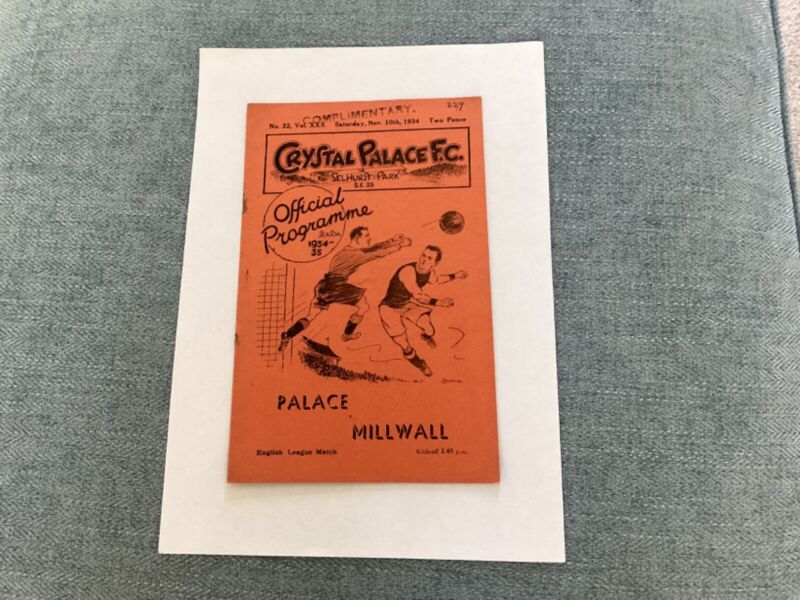 COMPLIMENTARY.
229
No. 22, Vol. XXX Saturday, Nov. 10th, 1934 Two Pence
CRYSTAL PALACE F.C.
SELHURST PARK
S.E 25
Official
Programme
1934-
35
PALACE
MILLWALL
English League Match Kick-off 2.45 p.m.